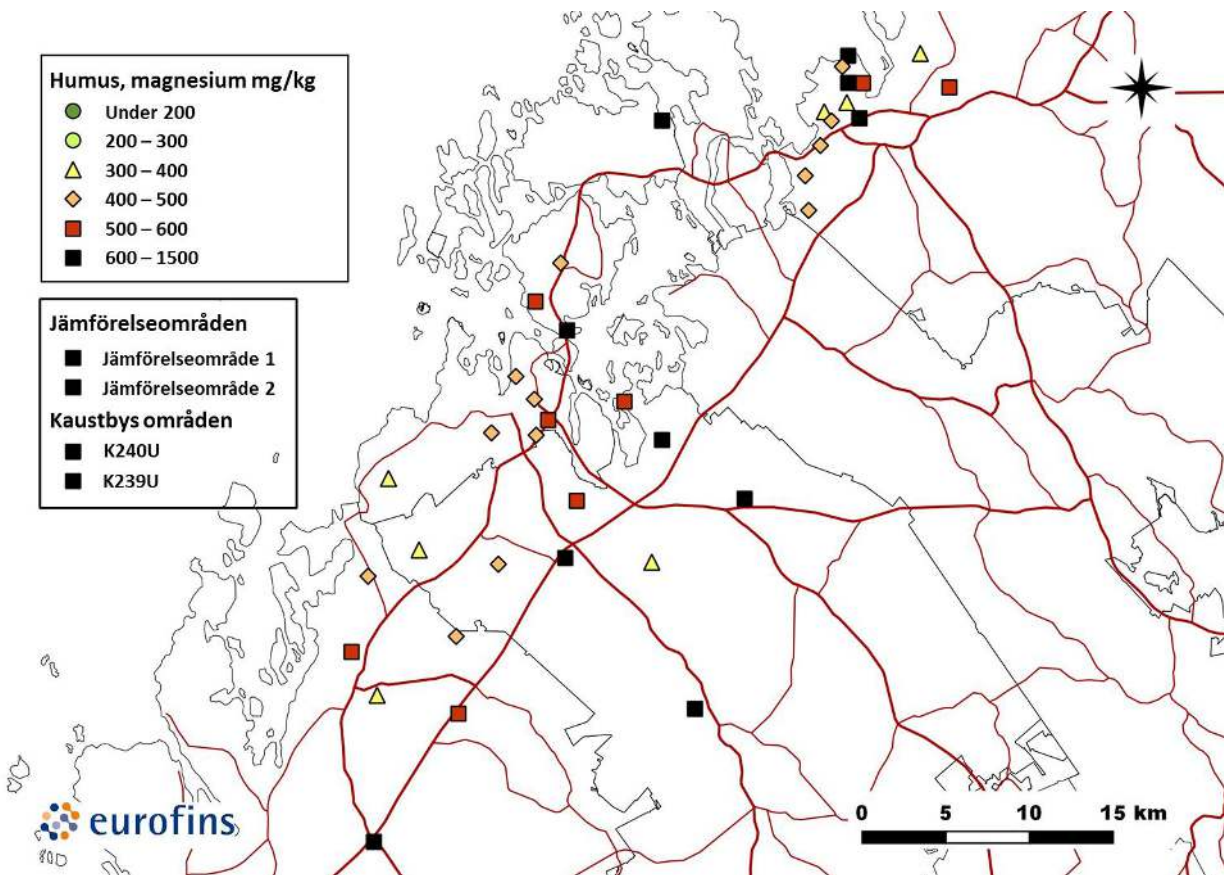 Humus, magnesium mg/kg
Under 200
200 – 300
300 – 400
400 – 500
500 – 600
600 – 1500
Jämförelseområden
Jämförelseområde 1
Jämförelseområde 2
Kaustbys områden
K240U
K239U
eurofins
0 5 10 15 km